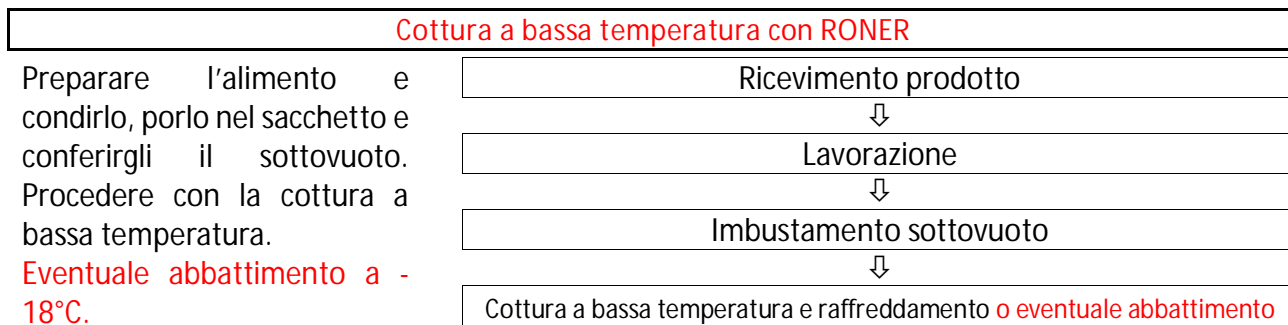 Cottura a bassa temperatura con RONER
Preparare l’alimento e
condirlo, porlo nel sacchetto e
conferirgli il sottovuoto.
Procedere con la cottura a
bassa temperatura.
Eventuale abbattimento a -
18°C.
Ricevimento prodotto
⇩
Lavorazione
⇩
Imbustamento sottovuoto
⇩
Cottura a bassa temperatura e raffreddamento o eventuale abbattimento